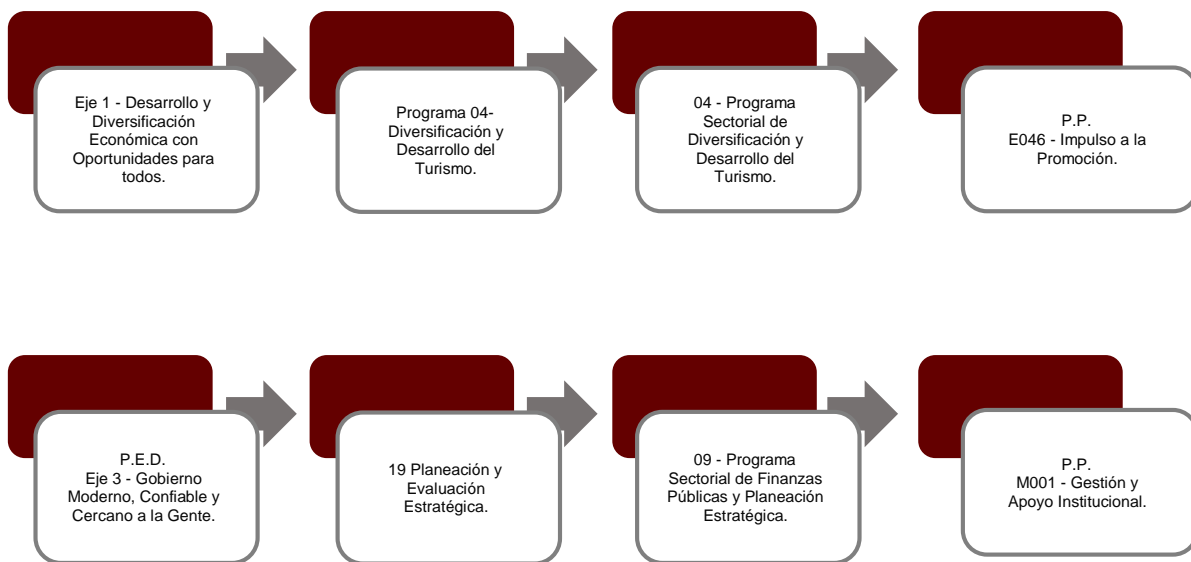 Eje 1 - Desarrollo y
Diversificación
Económica con
Oportunidades para
todos.
Programa 04-
Diversificación y
Desarrollo del
Turismo.
04 - Programa
Sectorial de
Diversificación y
Desarrollo del
Turismo.
P.P.
E046 - Impulso a la
Promoción.
P.E.D.
Eje 3 - Gobierno
Moderno, Confiable y
Cercano a la Gente.
19 Planeación y
Evaluación
Estratégica.
09 - Programa
Sectorial de Finanzas
Públicas y Planeación
Estratégica.
P.P.
M001 - Gestión y
Apoyo Institucional.